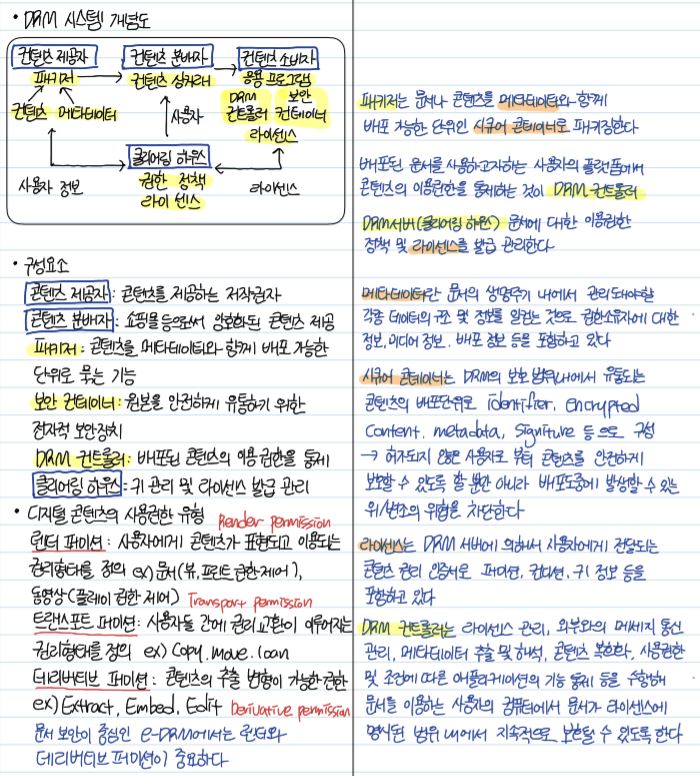 • DRM 시스템 개념도
컨텐츠 제공자 컨텐츠 분배자 컨텐츠 소비자
패키저 컨텐츠 상거래 응용 프로그램
컨텐츠 메타데이터
사용자
DRM 컨트롤러 보안 컨테이너
라이센스
클리어링 하우스
사용자 정보 권한 정책 라이센스
라이센스
• 구성요소
콘텐츠 제공자 : 콘텐츠를 제공하는 저작권자
콘텐츠 분배자 : 쇼핑몰 등으로써 암호화된 콘텐츠 제공
패키저 : 콘텐츠를 메타데이터와 함께 배포 가능한
단위로 묶는 기능
보안 컨테이너 : 원본을 안전하게 유통하기 위한
전자적 보안장치
DRM 컨트롤러 : 배포된 콘텐츠의 이용 권한을 통제
클리어링 하우스 : 키 관리 및 라이센스 발급 관리
• 디지털 콘텐츠의 사용권한 유형 Render permission
렌더 퍼미션 : 사용자에게 콘텐츠가 표현되고 이용되는
권리형태를 정의 ex) 문서(뷰, 프린트 권한 제어),
동영상(플레이 권한 제어) Transport permission
트랜스포트 퍼미션 : 사용자들 간에 권리교환이 이루어지는
권리형태를 정의 ex) Copy. move. loan
데리버티브 퍼미션 : 콘텐츠의 추출 변형이 가능한 권한
ex) Extract, Embed, Edit Derivative permission
문서 보안이 중심인 e-DRM에서는 렌더와
데리버티브 퍼미션이 중요하다
패키저는 문서나 콘텐츠를 메타데이터와 함께
배포 가능한 단위인 시큐어 콘테이너로 패키징한다
배포된 문서를 사용하고자하는 사용자의 플랫폼에서
콘텐츠의 이용권한을 통제하는 것이 DRM 컨트롤러
DRM서버(클리어링 하우스) 문서에 대한 이용권한
정책 및 라이센스를 발급 관리한다
메타데이터란 문서의 생명주기 내에서 관리돼야할
각종 데이터의 구조 및 정보를 일컫는 것으로 권한소유자에 대한
정보, 미디어 정보, 배포 정보 등을 포함하고 있다
시큐어 콘테이너는 DRM의 보호 범위내에서 유통되는
콘텐츠의 배포단위로 identifier, encrypted
Content, metadata, Signiture 등으로 구성
→ 허가되지 않은 사용자로 부터 콘텐츠를 안전하게
보호할 수 있도록 할 뿐만 아니라 배포도중에 발생할 수 있는
위/변조의 위험을 차단한다
라이센스는 DRM 서버에 의해서 사용자에게 전달되는
콘텐츠 관리 인증서로 퍼미션, 컨디션, 키 정보 등을
포함하고 있다
DRM 컨트롤러는 라이센스 관리, 외부와의 메세지 통신
관리, 메타데이터 추출 및 해석, 콘텐츠 복호화, 사용권한
및 조건에 따른 어플리케이션의 기능 통제 등을 수행해
문서를 이용하는 사용자의 컴퓨터에서 문서가 라이센스에
명시된 범위 내에서 지속적으로 보호될 수 있도록 한다